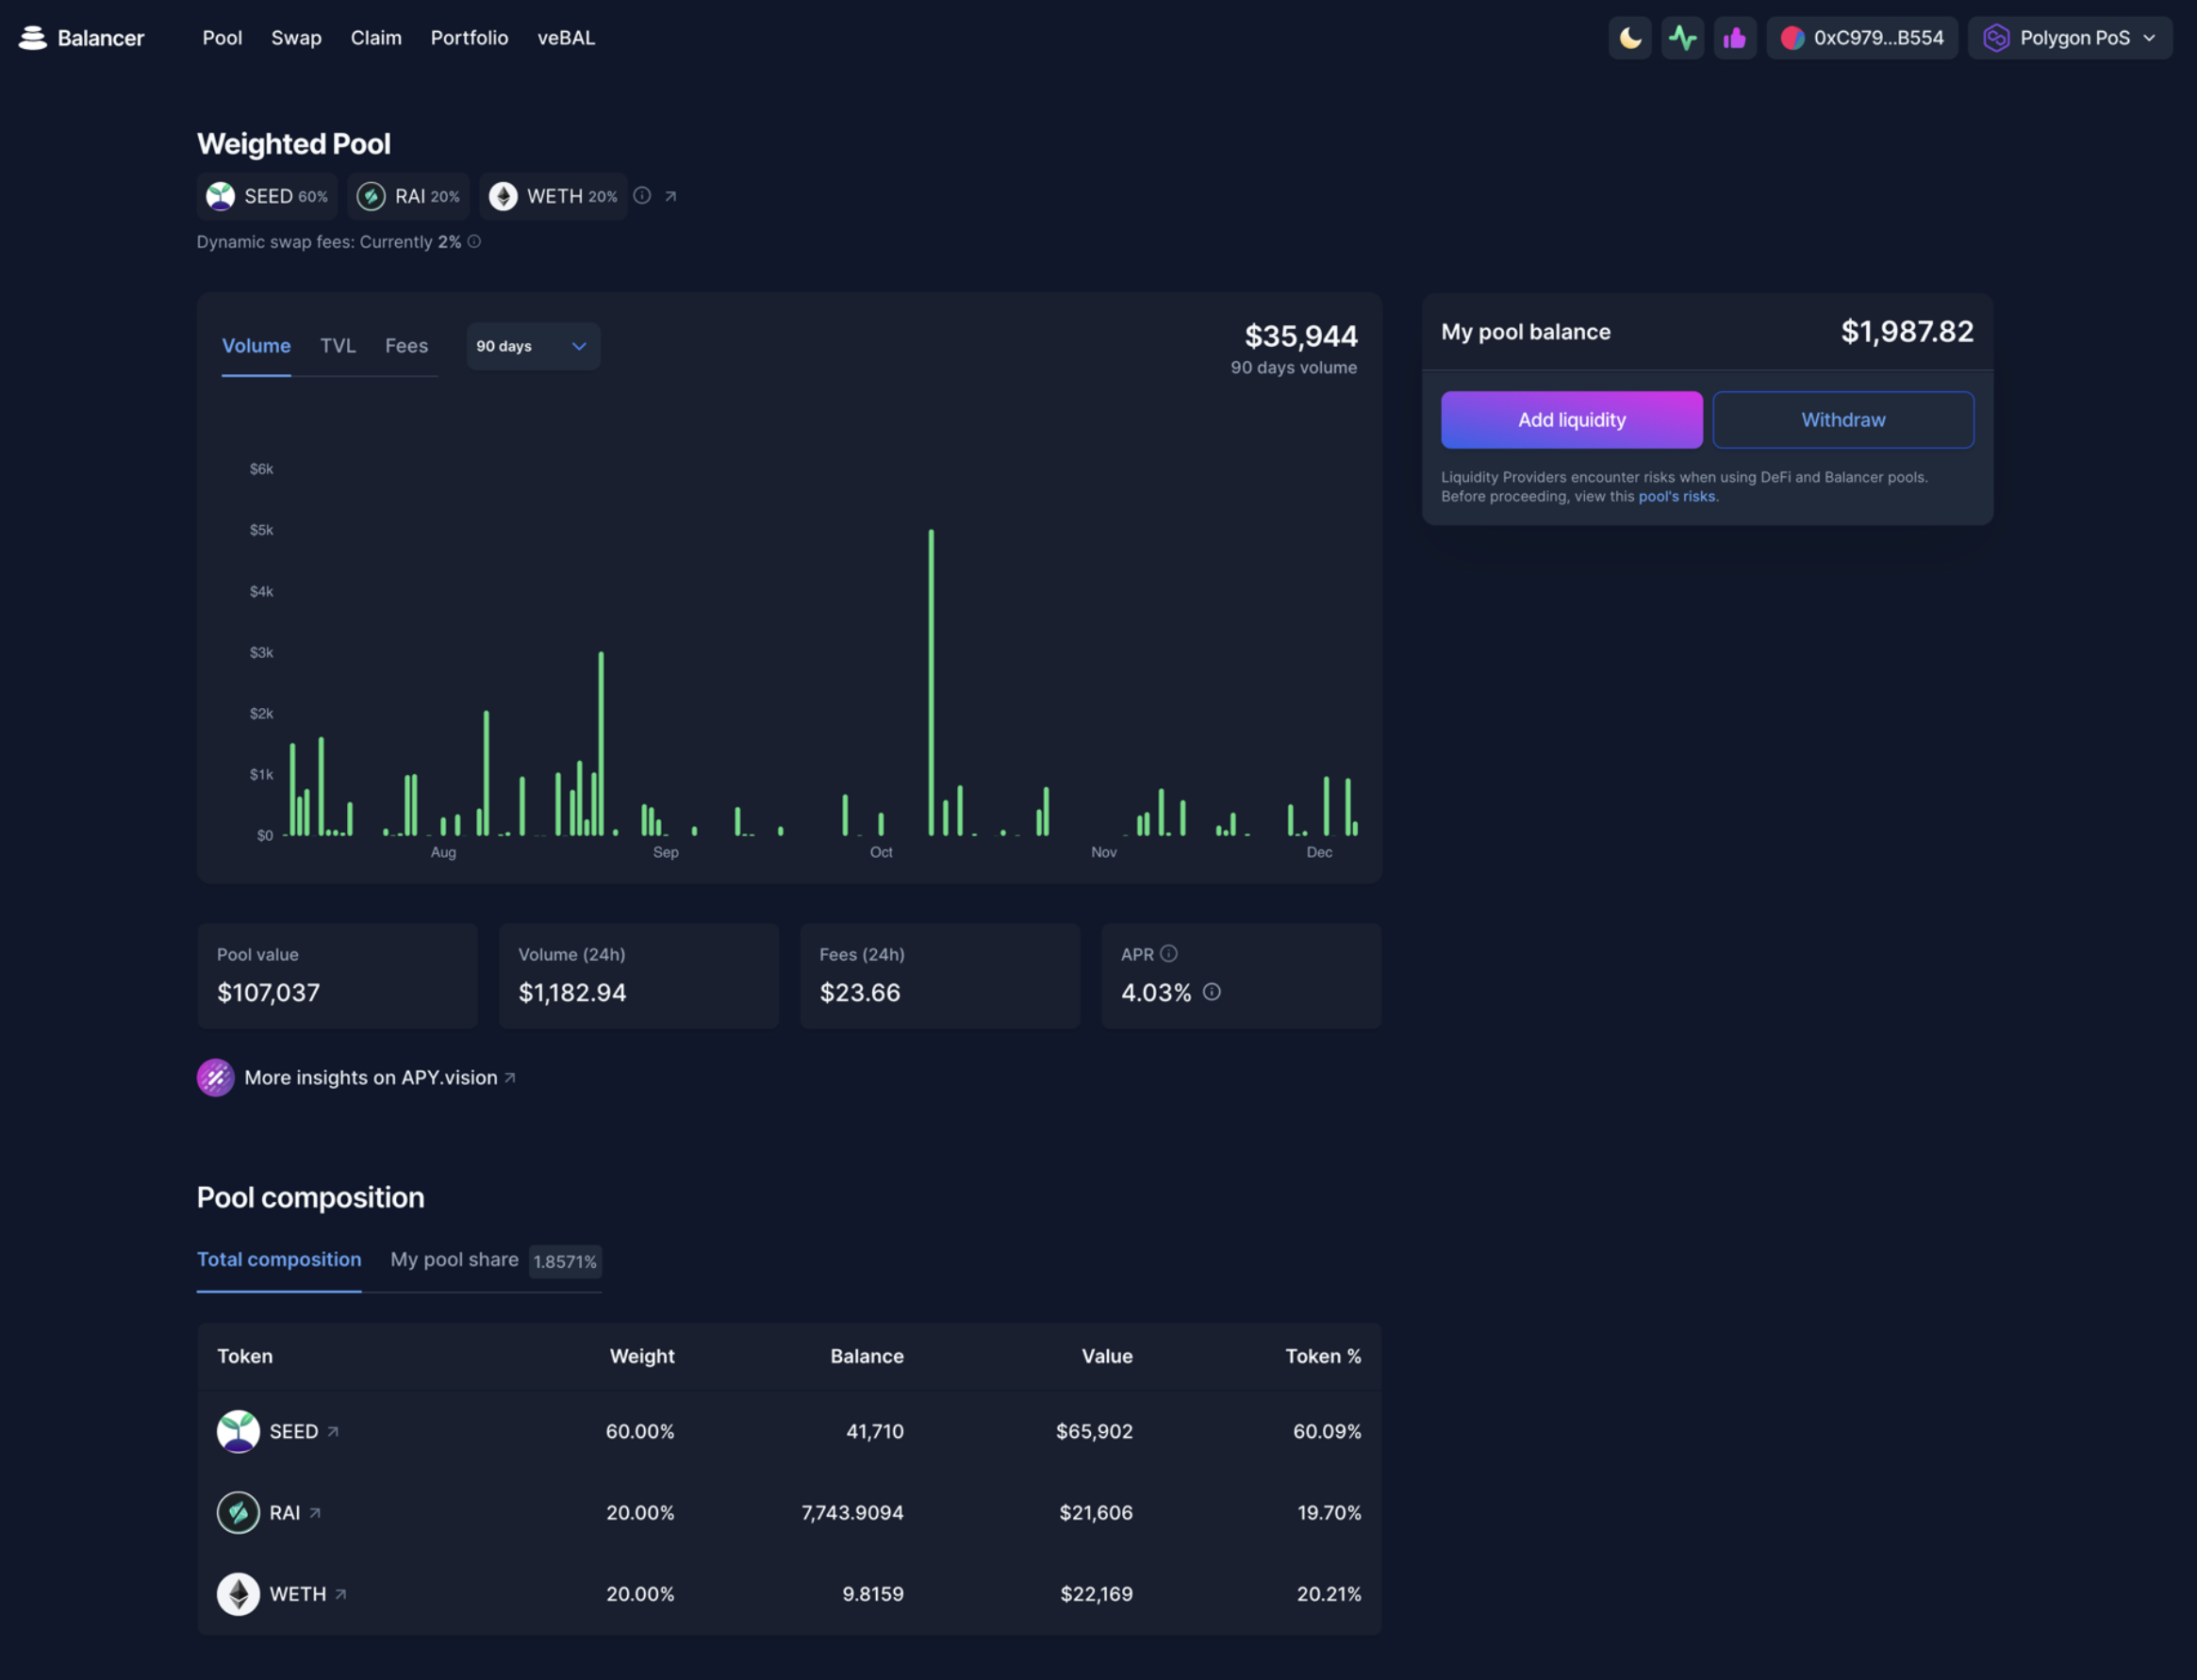 Balancer Pool Swap Claim Portfolio veBAL 0xC979...B554 Polygon PoS
Weighted Pool
SEED 60% RAI 20% WETH 20%
Dynamic swap fees: Currently 2%
Volume TVL Fees 90 days
$35,944
90 days volume
$6k
$5k
$4k
$3k
$2k
$1k
$0
Aug Sep Oct Nov Dec
My pool balance $1,987.82
Add liquidity Withdraw
Liquidity Providers encounter risks when using DeFi and Balancer pools.
Before proceeding, view this pool's risks.
Pool value Volume (24h) Fees (24h) APR
$107,037 $1,182.94 $23.66 4.03%
More insights on APY.vision
Pool composition
Total composition My pool share 1.8571%
Token Weight Balance Value Token %
SEED 60.00% 41,710 $65,902 60.09%
RAI 20.00% 7,743.9094 $21,606 19.70%
WETH 20.00% 9.8159 $22,169 20.21%